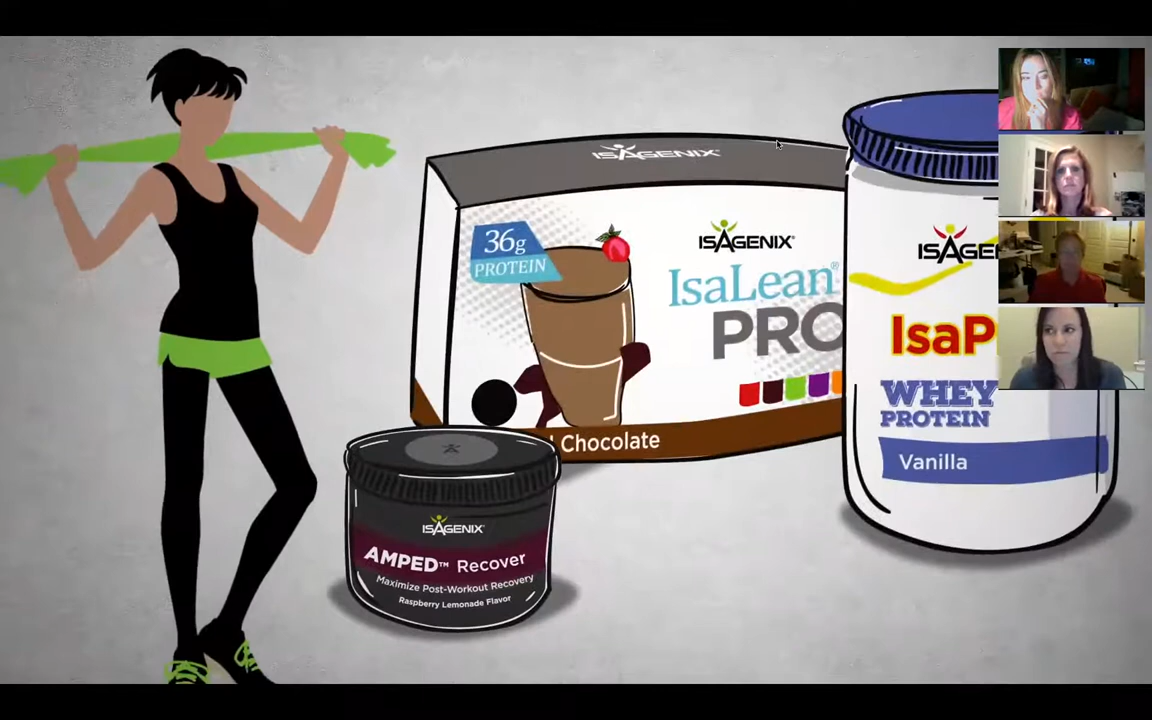 ISAGENIX
36g
PROTEIN
ISAGENIX®
IsaLean®
PRO
Chocolate
ISAGE
IsaP
WHEY
PROTEIN
Vanilla
ISAGENIX
AMPED™ Recover
Maximize Post-Workout Recovery
Raspberry Lemonade Flavor